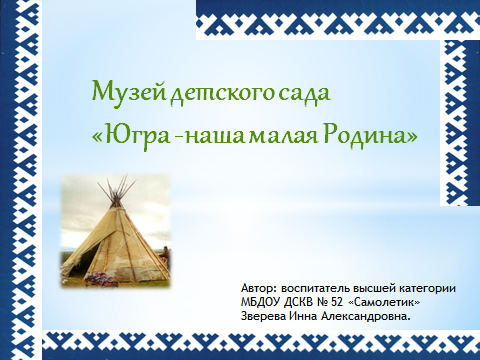 Музей детского сада
«Югра -наша малая Родина»
Автор: воспитатель высшей категории
МБДОУ ДСКВ № 52 «Самолетик»
Зверева Инна Александровна.